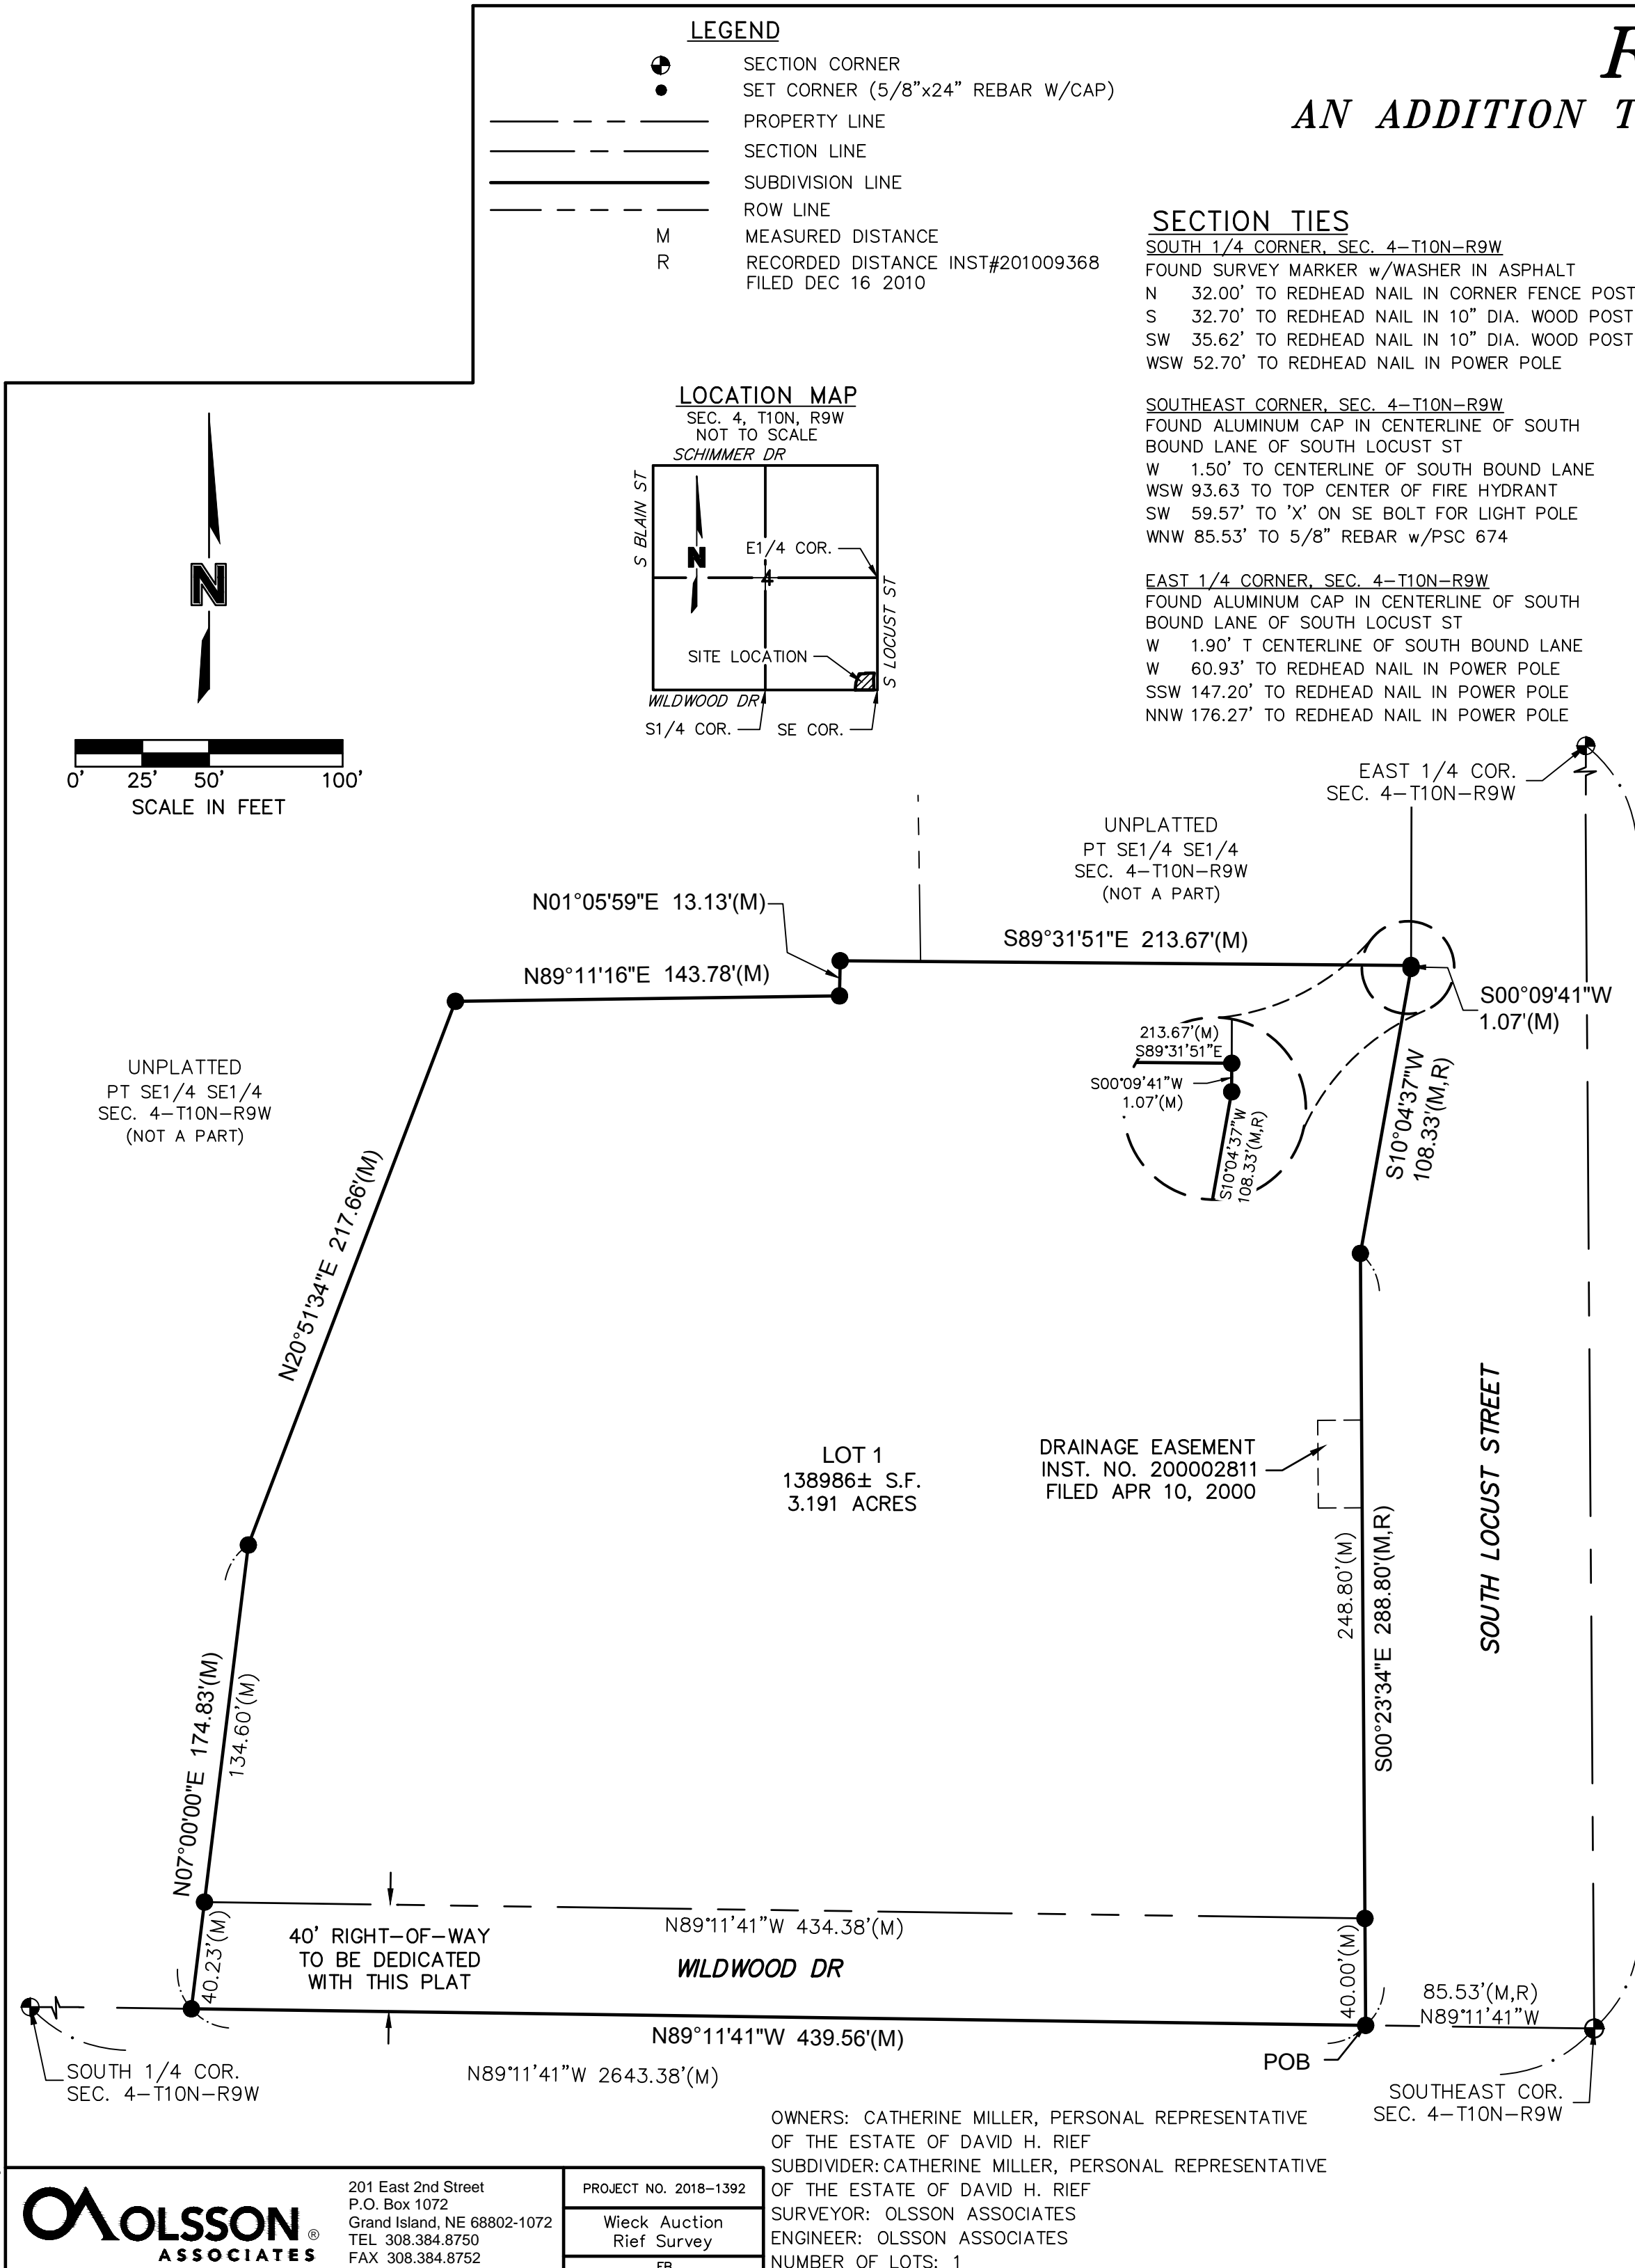 LEGEND
SECTION CORNER
SET CORNER (5/8"x24" REBAR W/CAP)
PROPERTY LINE
SECTION LINE
SUBDIVISION LINE
ROW LINE
M MEASURED DISTANCE
R RECORDED DISTANCE INST#201009368
FILED DEC 16 2010
AN ADDITION T
SECTION TIES
SOUTH 1/4 CORNER, SEC. 4-T10N-R9W
FOUND SURVEY MARKER w/WASHER IN ASPHALT
N 32.00' TO REDHEAD NAIL IN CORNER FENCE POST
S 32.70' TO REDHEAD NAIL IN 10" DIA. WOOD POST
SW 35.62' TO REDHEAD NAIL IN 10" DIA. WOOD POST
WSW 52.70' TO REDHEAD NAIL IN POWER POLE
SOUTHEAST CORNER, SEC. 4-T10N-R9W
FOUND ALUMINUM CAP IN CENTERLINE OF SOUTH
BOUND LANE OF SOUTH LOCUST ST
W 1.50' TO CENTERLINE OF SOUTH BOUND LANE
WSW 93.63 TO TOP CENTER OF FIRE HYDRANT
SW 59.57' TO 'X' ON SE BOLT FOR LIGHT POLE
WNW 85.53' TO 5/8" REBAR w/PSC 674
EAST 1/4 CORNER, SEC. 4-T10N-R9W
FOUND ALUMINUM CAP IN CENTERLINE OF SOUTH
BOUND LANE OF SOUTH LOCUST ST
W 1.90' T CENTERLINE OF SOUTH BOUND LANE
W 60.93' TO REDHEAD NAIL IN POWER POLE
SSW 147.20' TO REDHEAD NAIL IN POWER POLE
NNW 176.27' TO REDHEAD NAIL IN POWER POLE
LOCATION MAP
SEC. 4, T10N, R9W
NOT TO SCALE
SCHIMMER DR
S BLAIN ST
N
E1/4 COR.
4
S LOCUST ST
SITE LOCATION
WILDWOOD DR
S1/4 COR.
SE COR.
N
0' 25' 50' 100'
SCALE IN FEET
EAST 1/4 COR.
SEC. 4-T10N-R9W
UNPLATTED
PT SE1/4 SE1/4
SEC. 4-T10N-R9W
(NOT A PART)
N01°05'59"E 13.13'(M)
S89°31'51"E 213.67'(M)
N89°11'16"E 143.78'(M)
S00°09'41"W
1.07'(M)
213.67'(M)
S89°31'51"E
S00°09'41"W
1.07'(M)
S10°04'37"W
108.33'(M,R)
S10°04'37"W
108.33'(M,R)
UNPLATTED
PT SE1/4 SE1/4
SEC. 4-T10N-R9W
(NOT A PART)
N20°51'34"E 217.66'(M)
LOT 1
138986± S.F.
3.191 ACRES
DRAINAGE EASEMENT
INST. NO. 200002811
FILED APR 10, 2000
SOUTH LOCUST STREET
248.80'(M)
S00°23'34"E 288.80'(M,R)
N07°00'00"E 174.83'(M)
134.60'(M)
40.23'(M)
40' RIGHT-OF-WAY
TO BE DEDICATED
WITH THIS PLAT
N89°11'41"W 434.38'(M)
WILDWOOD DR
40.00'(M)
85.53'(M,R)
N89°11'41"W
N89°11'41"W 439.56'(M)
N89°11'41"W 2643.38'(M)
POB
SOUTH 1/4 COR.
SEC. 4-T10N-R9W
SOUTHEAST COR.
SEC. 4-T10N-R9W
OWNERS: CATHERINE MILLER, PERSONAL REPRESENTATIVE
OF THE ESTATE OF DAVID H. RIEF
SUBDIVIDER: CATHERINE MILLER, PERSONAL REPRESENTATIVE
OF THE ESTATE OF DAVID H. RIEF
SURVEYOR: OLSSON ASSOCIATES
ENGINEER: OLSSON ASSOCIATES
NUMBER OF LOTS: 1
OLSSON ®
ASSOCIATES
201 East 2nd Street
P.O. Box 1072
Grand Island, NE 68802-1072
TEL 308.384.8750
FAX 308.384.8752
PROJECT NO. 2018-1392
Wieck Auction
Rief Survey